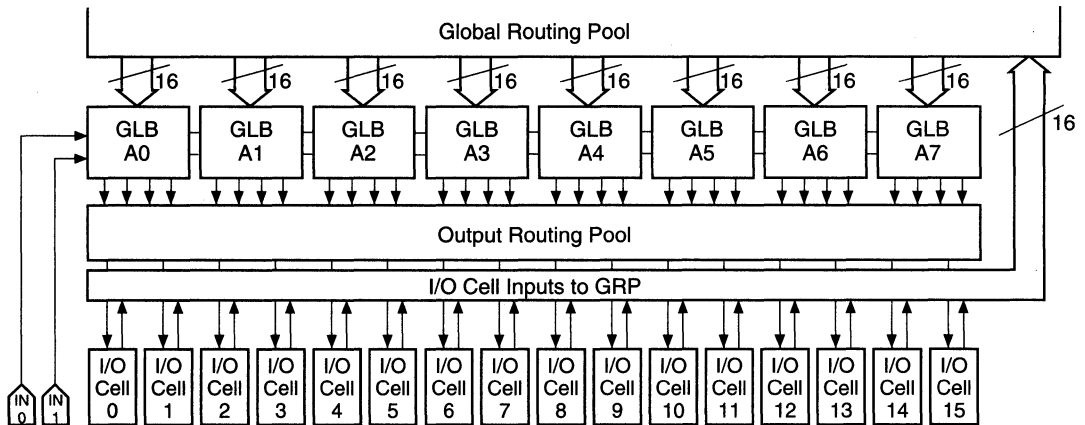 Global Routing Pool
16 16 16 16 16 16 16 16
16
GLB A0
GLB A1
GLB A2
GLB A3
GLB A4
GLB A5
GLB A6
GLB A7
Output Routing Pool
I/O Cell Inputs to GRP
IN 0
IN 1
I/O Cell 0
I/O Cell 1
I/O Cell 2
I/O Cell 3
I/O Cell 4
I/O Cell 5
I/O Cell 6
I/O Cell 7
I/O Cell 8
I/O Cell 9
I/O Cell 10
I/O Cell 11
I/O Cell 12
I/O Cell 13
I/O Cell 14
I/O Cell 15